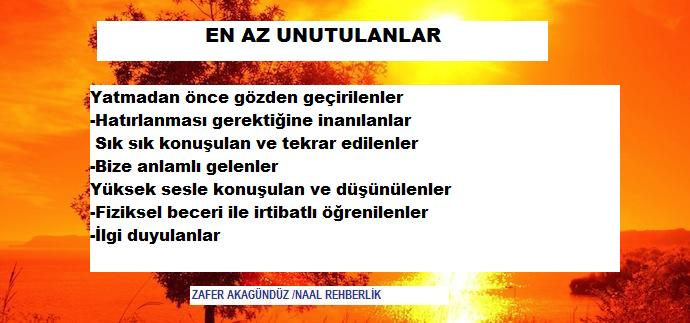 EN AZ UNUTULANLAR
Yatmadan önce gözden geçirilenler
-Hatırlanması gerektiğine inanılanlar
Sık sık konuşulan ve tekrar edilenler
-Bize anlamlı gelenler
Yüksek sesle konuşulan ve düşünülenler
-Fiziksel beceri ile irtibatlı öğrenilenler
-İlgi duyulanlar
ZAFER AKAGÜNDÜZ /NAAL REHBERLİK